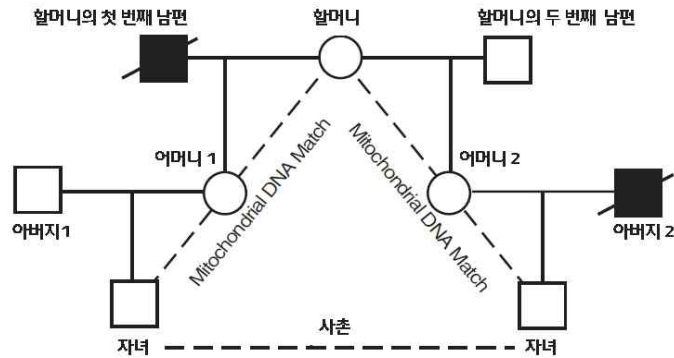 할머니의 첫 번째 남편
할머니
할머니의 두 번째 남편
어머니 1
어머니 2
Mitochondrial DNA Match
Mitochondrial DNA Match
아버지 1
아버지 2
사촌
자녀
자녀